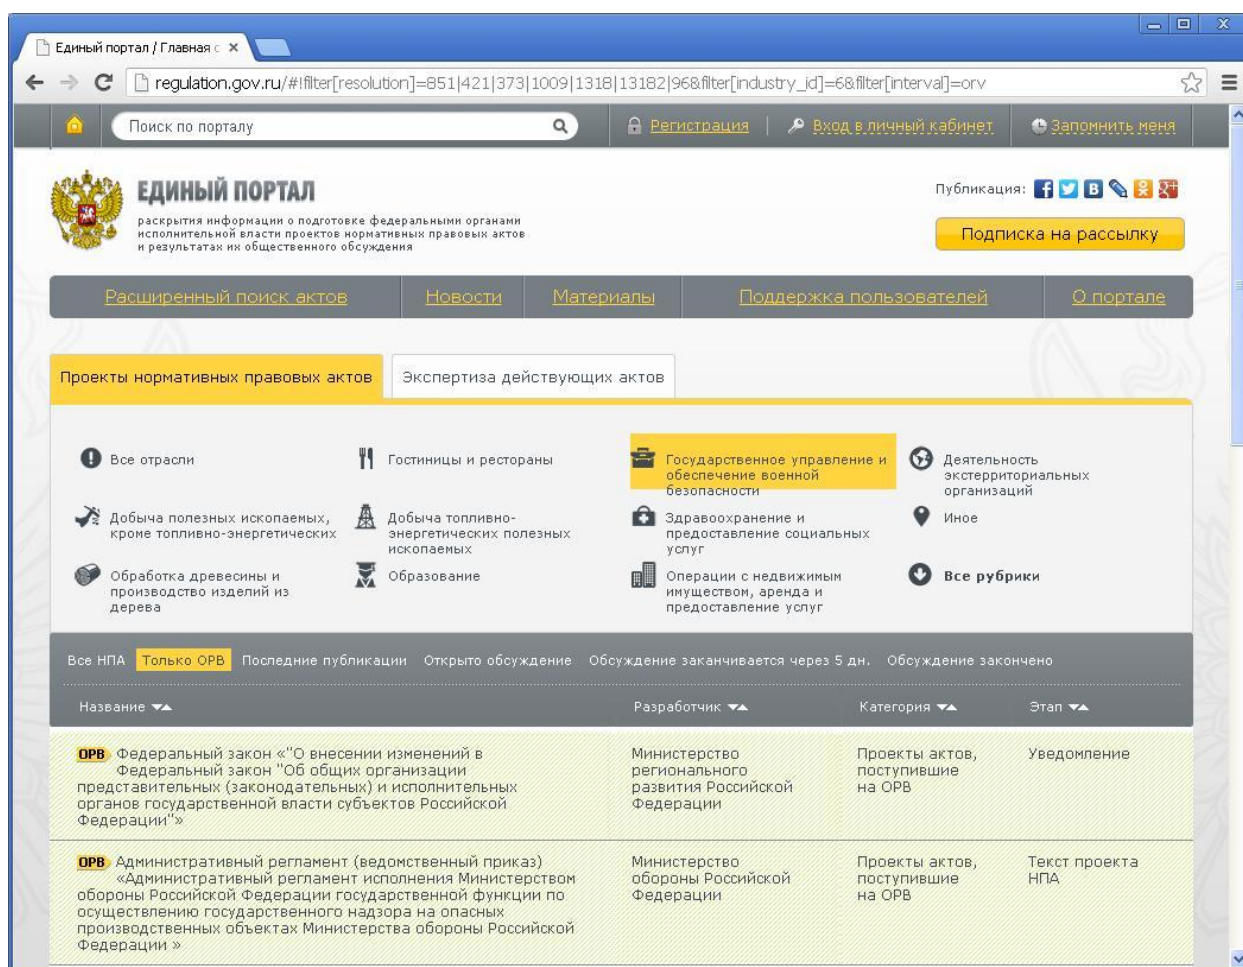 Единый портал / Главная с
regulation.gov.ru/#!filter[resolution]=851|421|373|1009|1318|13182|96&filter[industry_id]=6&filter[interval]=orv
Поиск по порталу
Регистрация
Вход в личный кабинет
Запомнить меня
ЕДИНЫЙ ПОРТАЛ
раскрытия информации о подготовке федеральными органами
исполнительной власти проектов нормативных правовых актов
и результатах их общественного обсуждения
Публикация:
Подписка на рассылку
Расширенный поиск актов
Новости
Материалы
Поддержка пользователей
О портале
Проекты нормативных правовых актов
Экспертиза действующих актов
Все отрасли
Гостиницы и рестораны
Государственное управление и
обеспечение военной
безопасности
Деятельность
экстерриториальных
организаций
Добыча полезных ископаемых,
кроме топливно-энергетических
Добыча топливно-
энергетических полезных
ископаемых
Здравоохранение и
предоставление социальных
услуг
Иное
Обработка древесины и
производство изделий из
дерева
Образование
Операции с недвижимым
имуществом, аренда и
предоставление услуг
Все рубрики
Все НПА Только ОРВ Последние публикации Открыто обсуждение Обсуждение заканчивается через 5 дн. Обсуждение закончено
Название
Разработчик
Категория
Этап
ОРВ Федеральный закон «"О внесении изменений в
Федеральный закон "Об общих организации
представительных (законодательных) и исполнительных
органов государственной власти субъектов Российской
Федерации"»
Министерство
регионального
развития Российской
Федерации
Проекты актов,
поступившие
на ОРВ
Уведомление
ОРВ Административный регламент (ведомственный приказ)
«Административный регламент исполнения Министерством
обороны Российской Федерации государственной функции по
осуществлению государственного надзора на опасных
производственных объектах Министерства обороны Российской
Федерации »
Министерство
обороны Российской
Федерации
Проекты актов,
поступившие
на ОРВ
Текст проекта
НПА